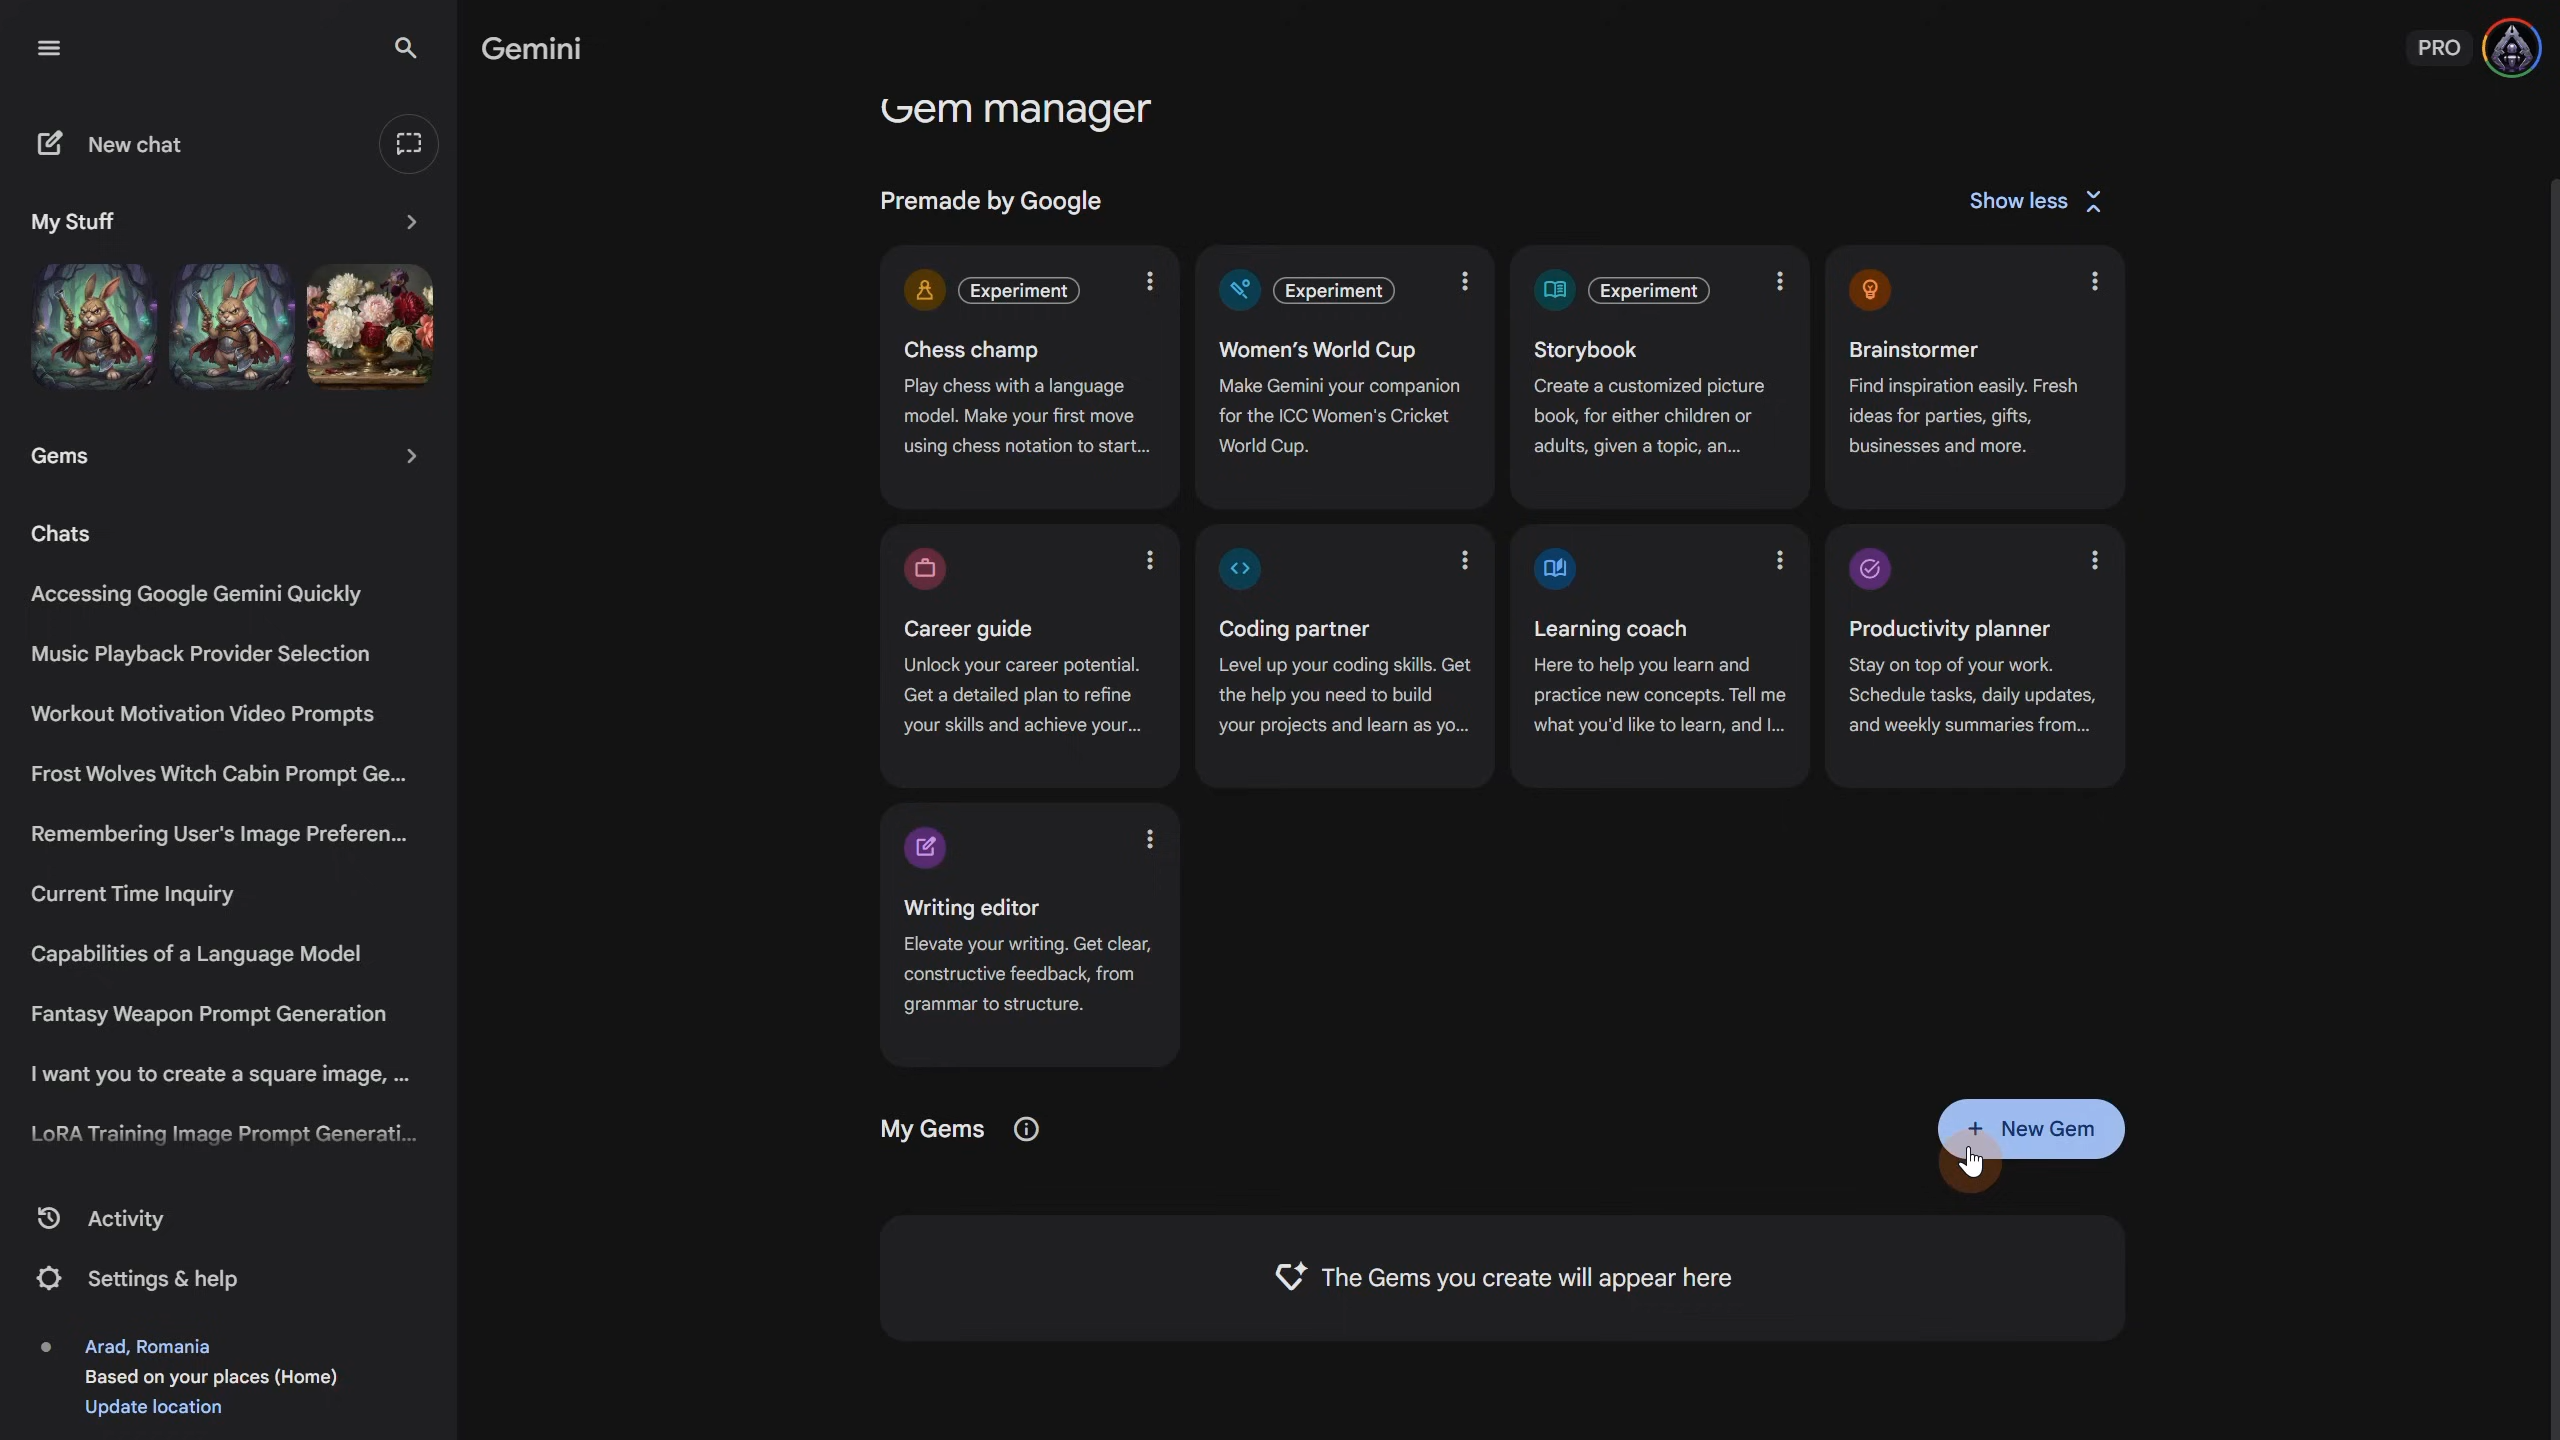 Gemini
PRO
New chat
My Stuff
Gems
Chats
Accessing Google Gemini Quickly
Music Playback Provider Selection
Workout Motivation Video Prompts
Frost Wolves Witch Cabin Prompt Ge...
Remembering User's Image Preferen...
Current Time Inquiry
Capabilities of a Language Model
Fantasy Weapon Prompt Generation
I want you to create a square image, ...
LoRA Training Image Prompt Generati...
Activity
Settings & help
Arad, Romania
Based on your places (Home)
Update location
Gem manager
Premade by Google
Show less
Experiment
Chess champ
Play chess with a language
model. Make your first move
using chess notation to start...
Experiment
Women's World Cup
Make Gemini your companion
for the ICC Women's Cricket
World Cup.
Experiment
Storybook
Create a customized picture
book, for either children or
adults, given a topic, an...
Brainstormer
Find inspiration easily. Fresh
ideas for parties, gifts,
businesses and more.
Career guide
Unlock your career potential.
Get a detailed plan to refine
your skills and achieve your...
Coding partner
Level up your coding skills. Get
the help you need to build
your projects and learn as yo...
Learning coach
Here to help you learn and
practice new concepts. Tell me
what you'd like to learn, and I...
Productivity planner
Stay on top of your work.
Schedule tasks, daily updates,
and weekly summaries from...
Writing editor
Elevate your writing. Get clear,
constructive feedback, from
grammar to structure.
My Gems
+ New Gem
The Gems you create will appear here